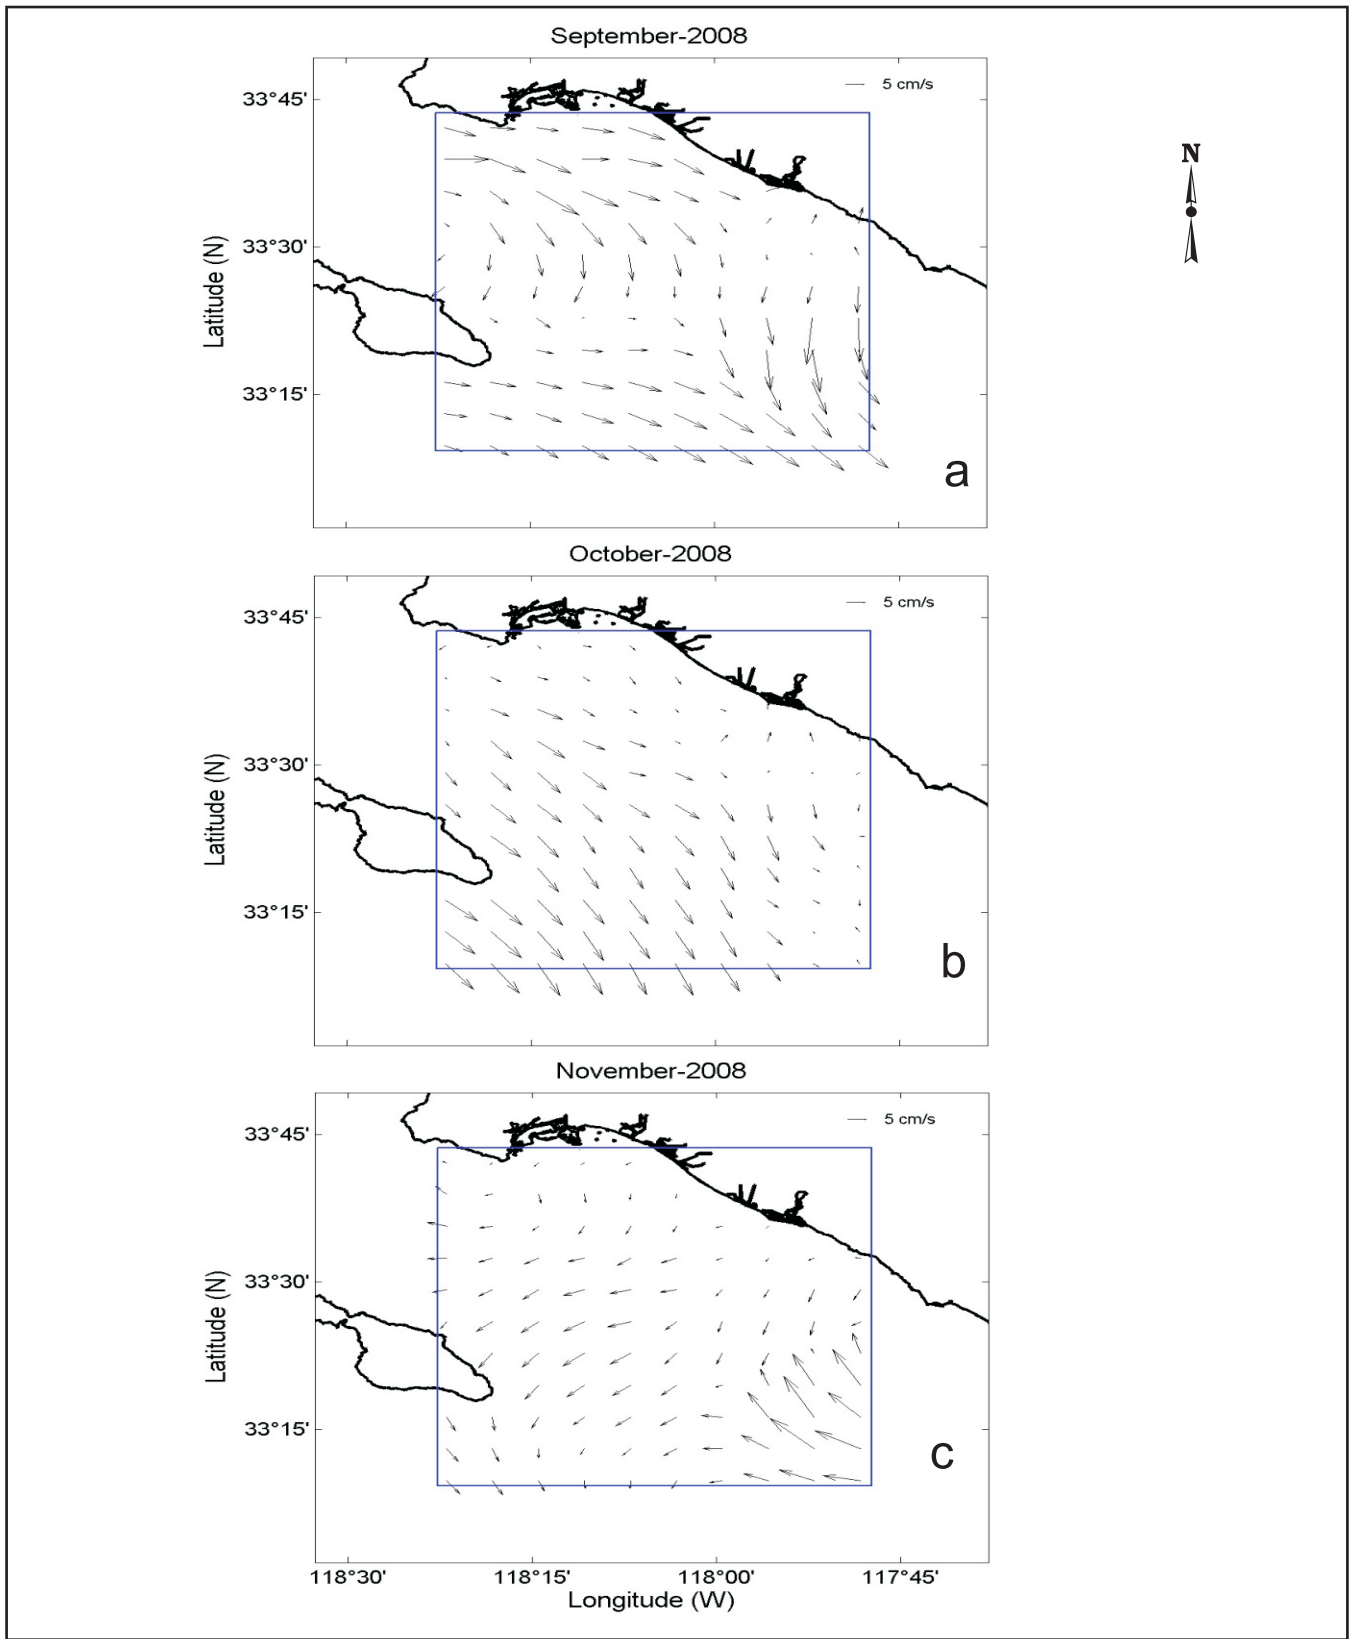 September-2008
5 cm/s
N
33°45'
33°30'
33°15'
Latitude (N)
a
October-2008
5 cm/s
33°45'
33°30'
33°15'
Latitude (N)
b
November-2008
5 cm/s
33°45'
33°30'
33°15'
Latitude (N)
c
118°30' 118°15' 118°00' 117°45'
Longitude (W)